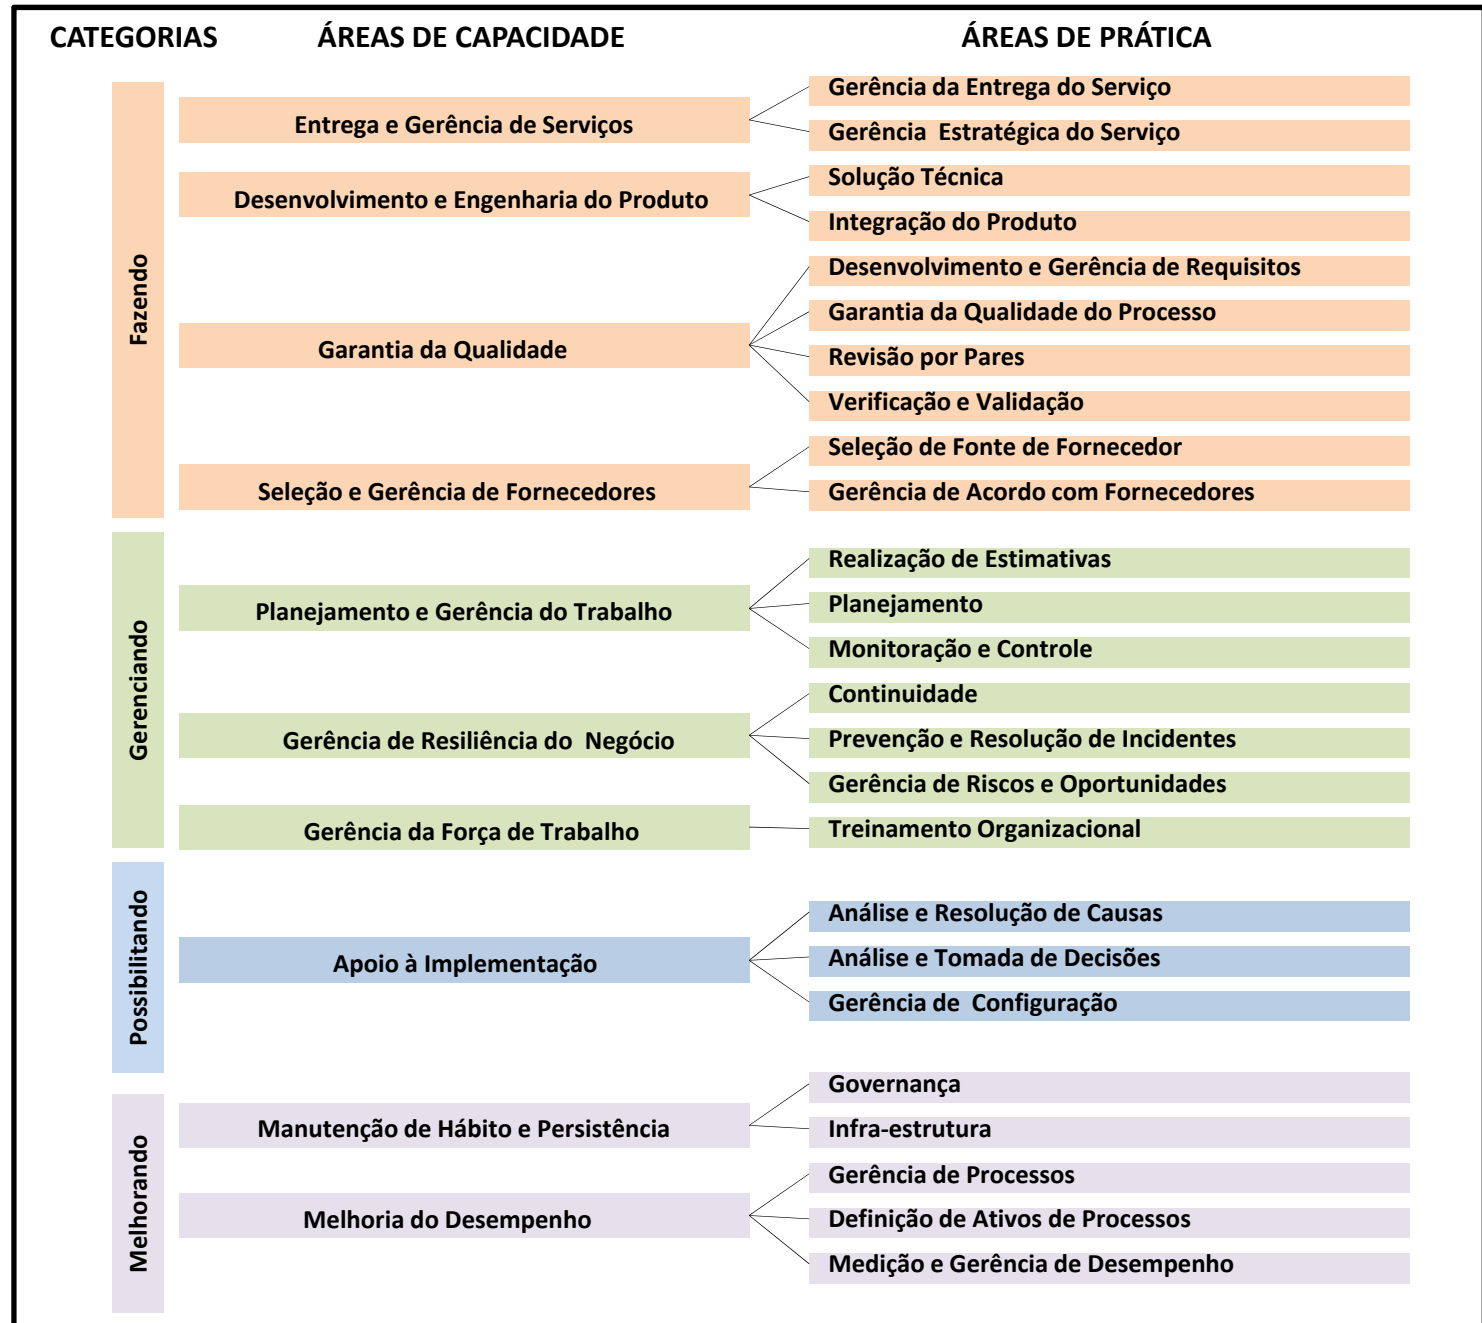 CATEGORIAS ÁREAS DE CAPACIDADE ÁREAS DE PRÁTICA
Fazendo
Entrega e Gerência de Serviços
Gerência da Entrega do Serviço
Gerência Estratégica do Serviço
Desenvolvimento e Engenharia do Produto
Solução Técnica
Integração do Produto
Garantia da Qualidade
Desenvolvimento e Gerência de Requisitos
Garantia da Qualidade do Processo
Revisão por Pares
Verificação e Validação
Seleção e Gerência de Fornecedores
Seleção de Fonte de Fornecedor
Gerência de Acordo com Fornecedores
Gerenciando
Planejamento e Gerência do Trabalho
Realização de Estimativas
Planejamento
Monitoração e Controle
Gerência de Resiliência do Negócio
Continuidade
Prevenção e Resolução de Incidentes
Gerência de Riscos e Oportunidades
Gerência da Força de Trabalho
Treinamento Organizacional
Possibilitando
Apoio à Implementação
Análise e Resolução de Causas
Análise e Tomada de Decisões
Gerência de Configuração
Melhorando
Manutenção de Hábito e Persistência
Governança
Infra-estrutura
Melhoria do Desempenho
Gerência de Processos
Definição de Ativos de Processos
Medição e Gerência de Desempenho